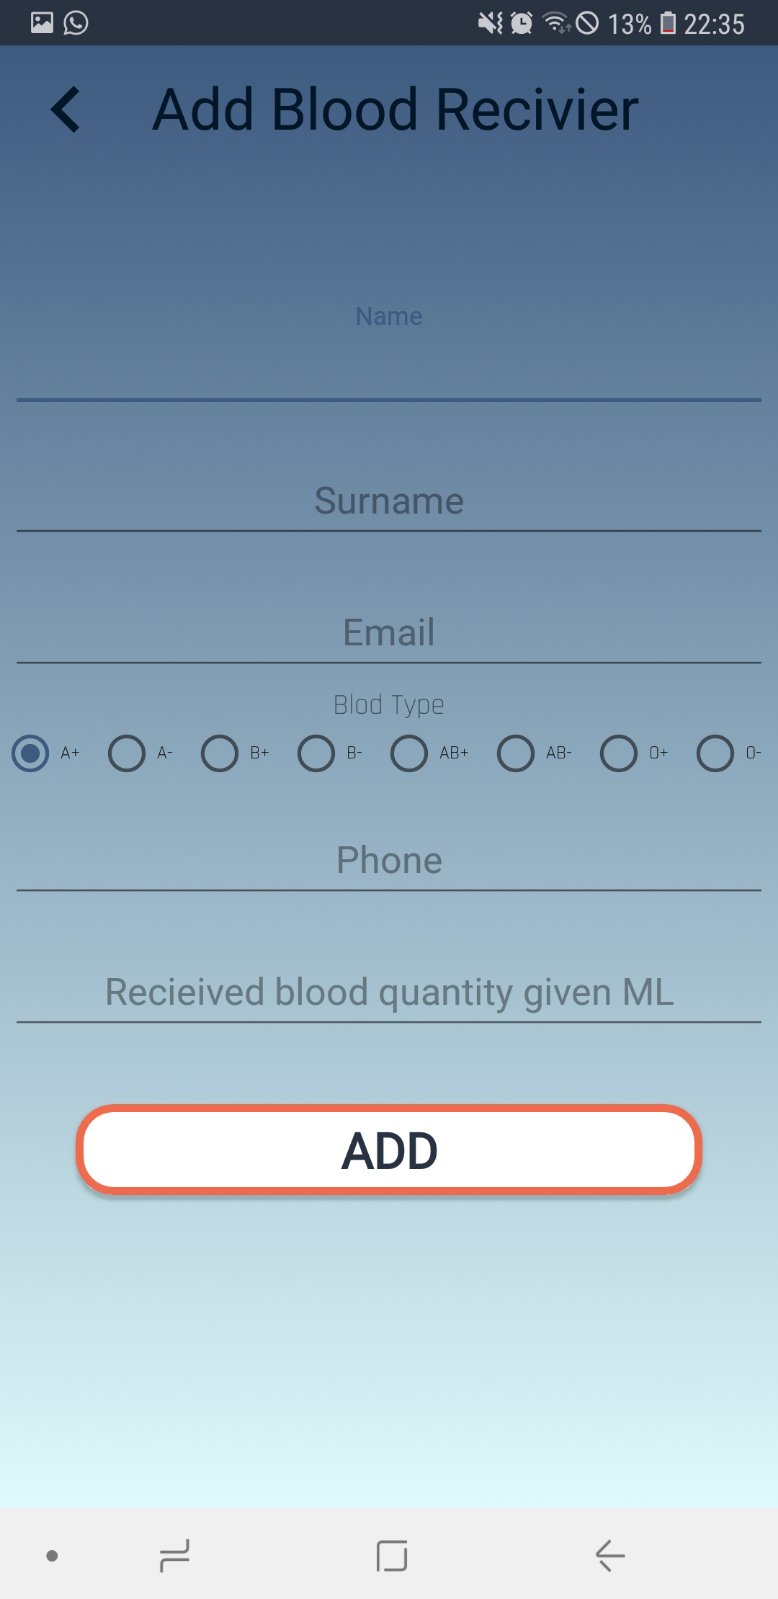 13% 22:35
Add Blood Recivier
Name
Surname
Email
Blod Type
A+ A- B+ B- AB+ AB- O+ O-
Phone
Recieived blood quantity given ML
ADD